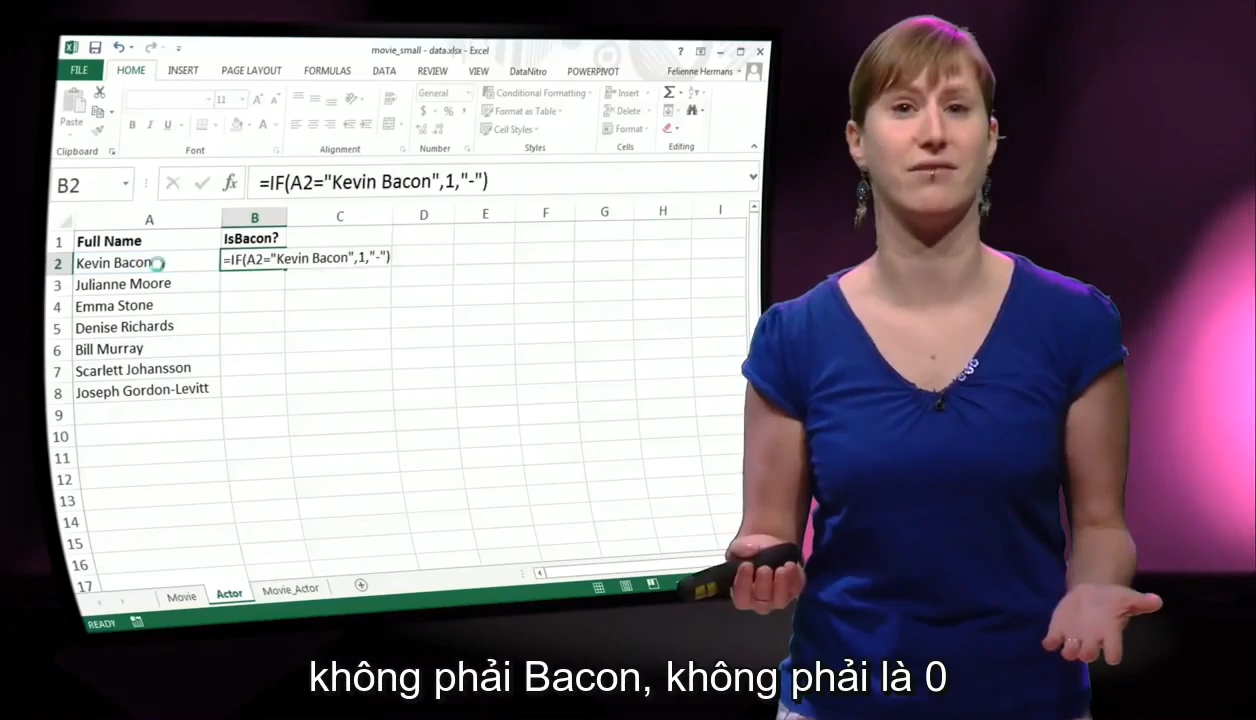 movie_small - data.xlsx - Excel
FILE HOME INSERT PAGE LAYOUT FORMULAS DATA REVIEW VIEW DataNitro POWERPIVOT Felienne Hermans
Paste
11 A A
General
Conditional Formatting
Insert
B I U
A
$ %
Format as Table
Delete
Cell Styles
Format
Clipboard Font Alignment Number Styles Cells Editing
B2 fx =IF(A2="Kevin Bacon",1,"-")
A B C D E F G H I
1 Full Name IsBacon?
2 Kevin Bacon =IF(A2="Kevin Bacon",1,"-")
3 Julianne Moore
4 Emma Stone
5 Denise Richards
6 Bill Murray
7 Scarlett Johansson
8 Joseph Gordon-Levitt
9
10
11
12
13
14
15
16
17
Movie Actor Movie_Actor
READY
không phải Bacon, không phải là 0